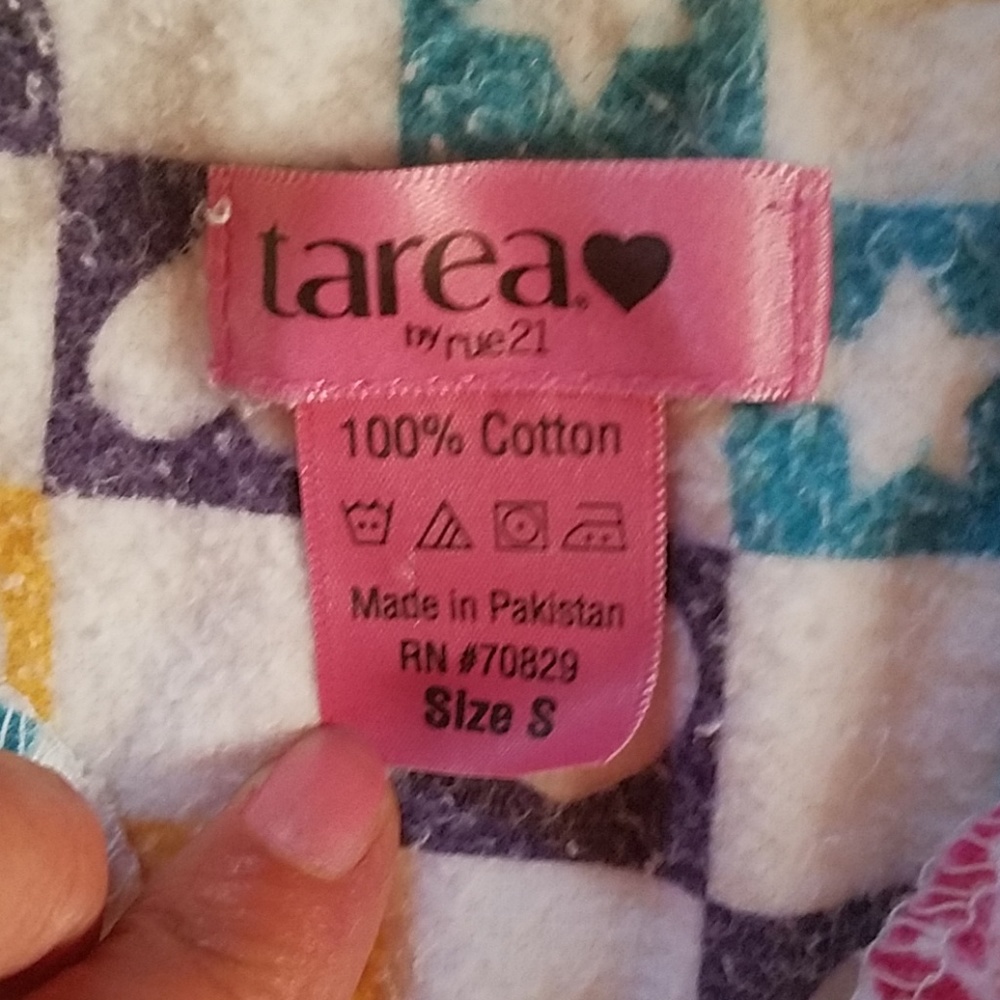 tarea®
by rue21
100% Cotton
Made in Pakistan
RN #70829
Size S